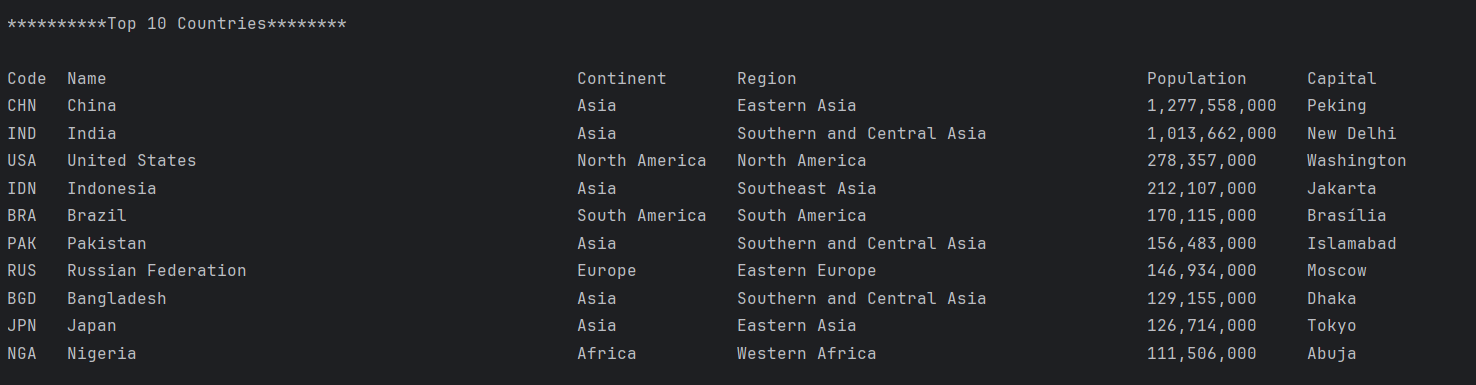 **********Top 10 Countries********
Code Name Continent Region Population Capital
CHN China Asia Eastern Asia 1,277,558,000 Peking
IND India Asia Southern and Central Asia 1,013,662,000 New Delhi
USA United States North America North America 278,357,000 Washington
IDN Indonesia Asia Southeast Asia 212,107,000 Jakarta
BRA Brazil South America South America 170,115,000 Brasília
PAK Pakistan Asia Southern and Central Asia 156,483,000 Islamabad
RUS Russian Federation Europe Eastern Europe 146,934,000 Moscow
BGD Bangladesh Asia Southern and Central Asia 129,155,000 Dhaka
JPN Japan Asia Eastern Asia 126,714,000 Tokyo
NGA Nigeria Africa Western Africa 111,506,000 Abuja